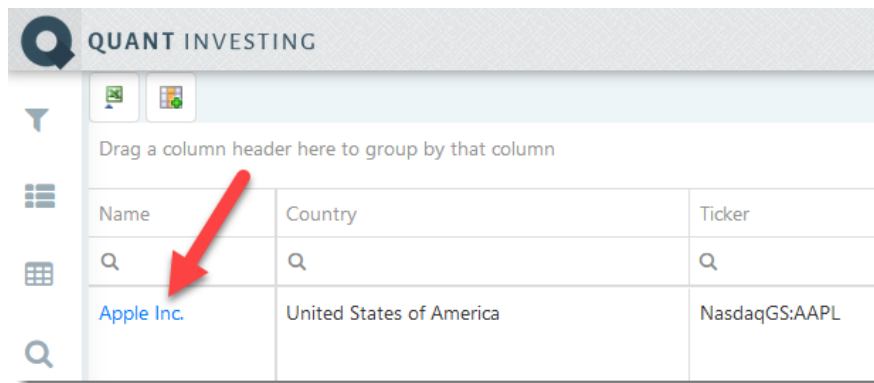 QUANT INVESTING
Drag a column header here to group by that column
Name Country Ticker
Apple Inc. United States of America NasdaqGS:AAPL